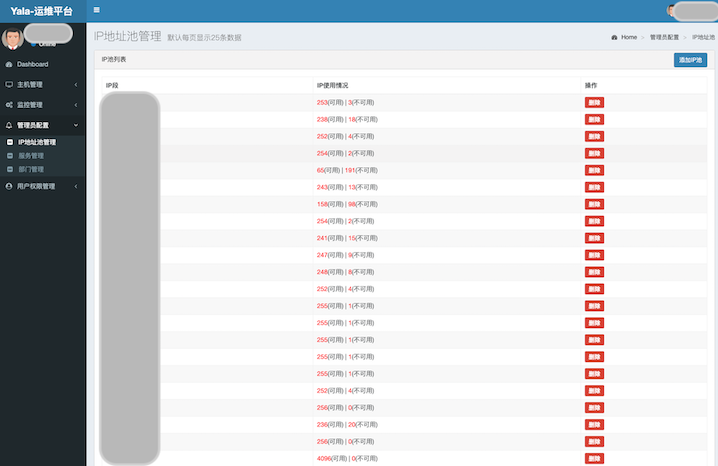 Yala-运维平台
Online
Dashboard
主机管理
监控管理
管理员配置
IP地址池管理
服务管理
部门管理
用户权限管理
IP地址池管理 默认每页显示25条数据
Home > 管理员配置 > IP地址池
IP池列表 添加IP池
IP段 IP使用情况 操作
253(可用) | 3(不可用) 删除
238(可用) | 18(不可用) 删除
252(可用) | 4(不可用) 删除
254(可用) | 2(不可用) 删除
65(可用) | 191(不可用) 删除
243(可用) | 13(不可用) 删除
158(可用) | 98(不可用) 删除
254(可用) | 2(不可用) 删除
241(可用) | 15(不可用) 删除
247(可用) | 9(不可用) 删除
248(可用) | 8(不可用) 删除
252(可用) | 4(不可用) 删除
255(可用) | 1(不可用) 删除
255(可用) | 1(不可用) 删除
255(可用) | 1(不可用) 删除
255(可用) | 1(不可用) 删除
255(可用) | 1(不可用) 删除
252(可用) | 4(不可用) 删除
256(可用) | 0(不可用) 删除
236(可用) | 20(不可用) 删除
256(可用) | 0(不可用) 删除
4096(可用) | 0(不可用) 删除